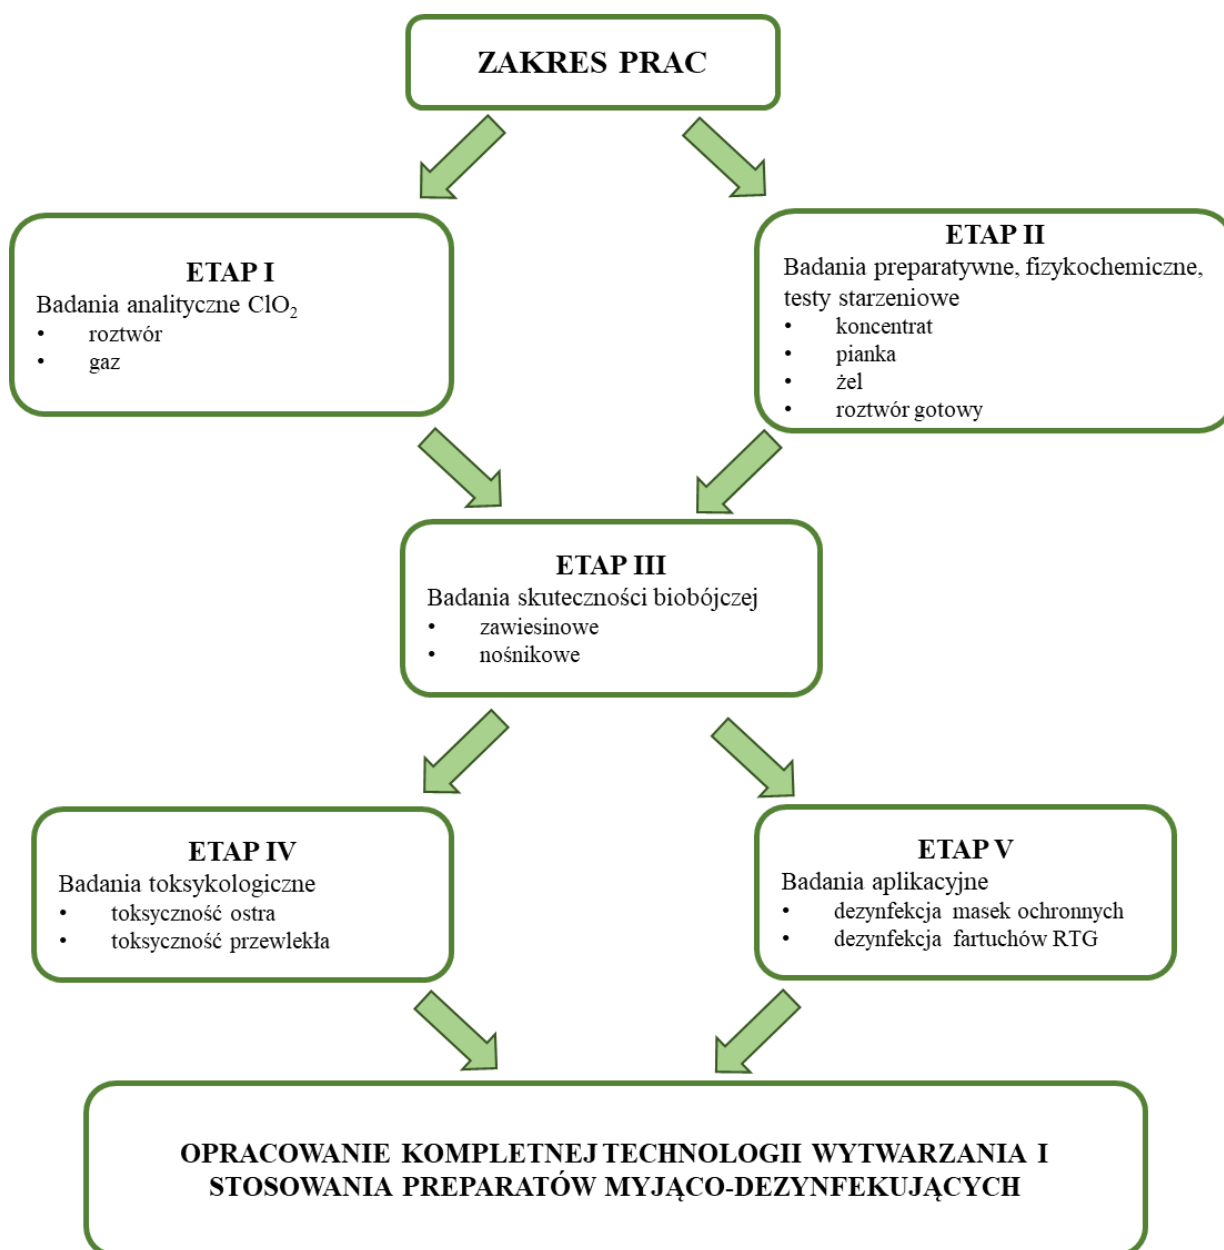 ZAKRES PRAC
ETAP I
Badania analityczne ClO₂
• roztwór
• gaz
ETAP II
Badania preparatywne, fizykochemiczne,
testy starzeniowe
• koncentrat
• pianka
• żel
• roztwór gotowy
ETAP III
Badania skuteczności biobójczej
• zawiesinowe
• nośnikowe
ETAP IV
Badania toksykologiczne
• toksyczność ostra
• toksyczność przewlekła
ETAP V
Badania aplikacyjne
• dezynfekcja masek ochronnych
• dezynfekcja fartuchów RTG
OPRACOWANIE KOMPLETNEJ TECHNOLOGII WYTWARZANIA I
STOSOWANIA PREPARATÓW MYJĄCO-DEZYNFEKUJĄCYCH